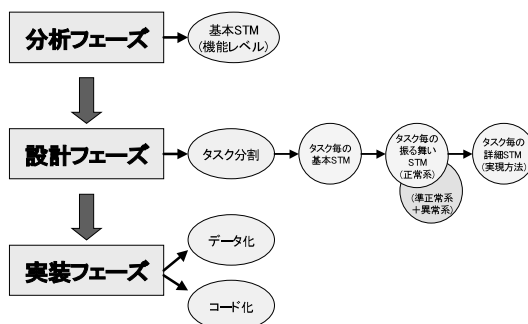 分析フェーズ
基本STM
(機能レベル)
設計フェーズ
タスク分割
タスク毎の
基本STM
タスク毎の
振る舞い
STM
(正常系)
(準正常系
+異常系)
タスク毎の
詳細STM
(実現方法)
実装フェーズ
データ化
コード化